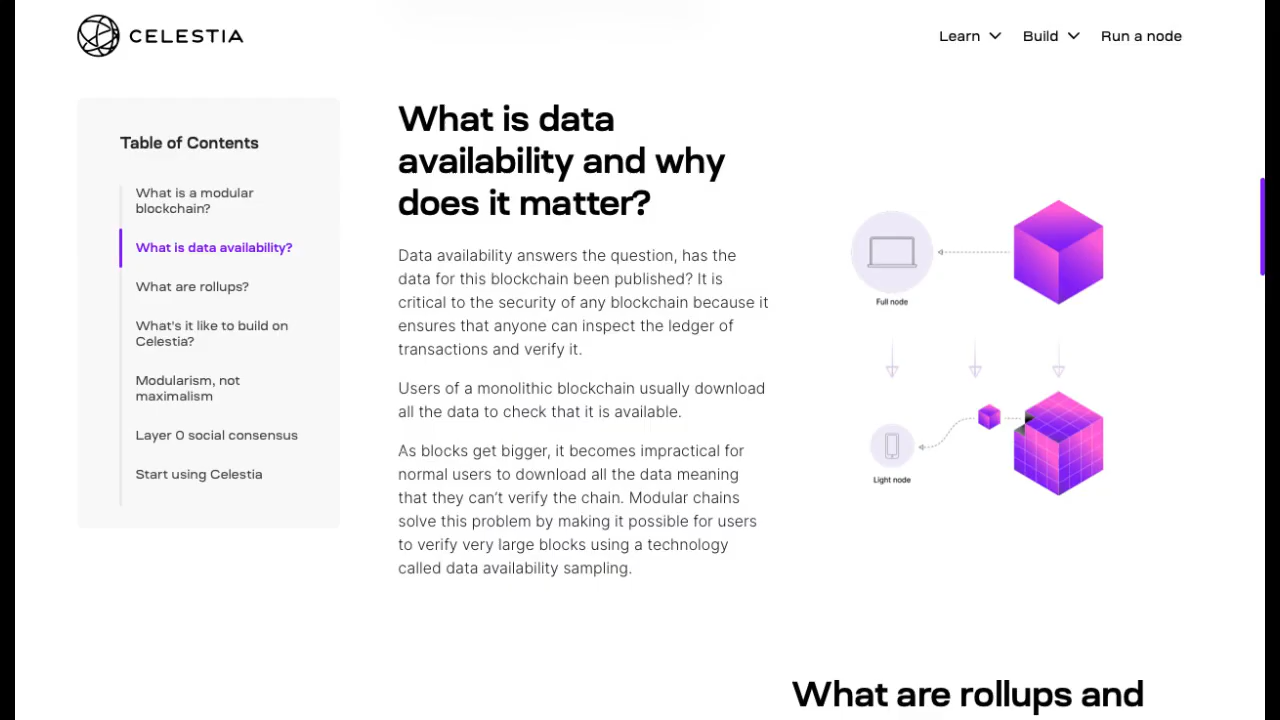 CELESTIA
Learn
Build
Run a node
Table of Contents
What is a modular
blockchain?
What is data availability?
What are rollups?
What's it like to build on
Celestia?
Modularism, not
maximalism
Layer 0 social consensus
Start using Celestia
What is data
availability and why
does it matter?
Data availability answers the question, has the
data for this blockchain been published? It is
critical to the security of any blockchain because it
ensures that anyone can inspect the ledger of
transactions and verify it.
Users of a monolithic blockchain usually download
all the data to check that it is available.
As blocks get bigger, it becomes impractical for
normal users to download all the data meaning
that they can’t verify the chain. Modular chains
solve this problem by making it possible for users
to verify very large blocks using a technology
called data availability sampling.
Full node
Light node
What are rollups and